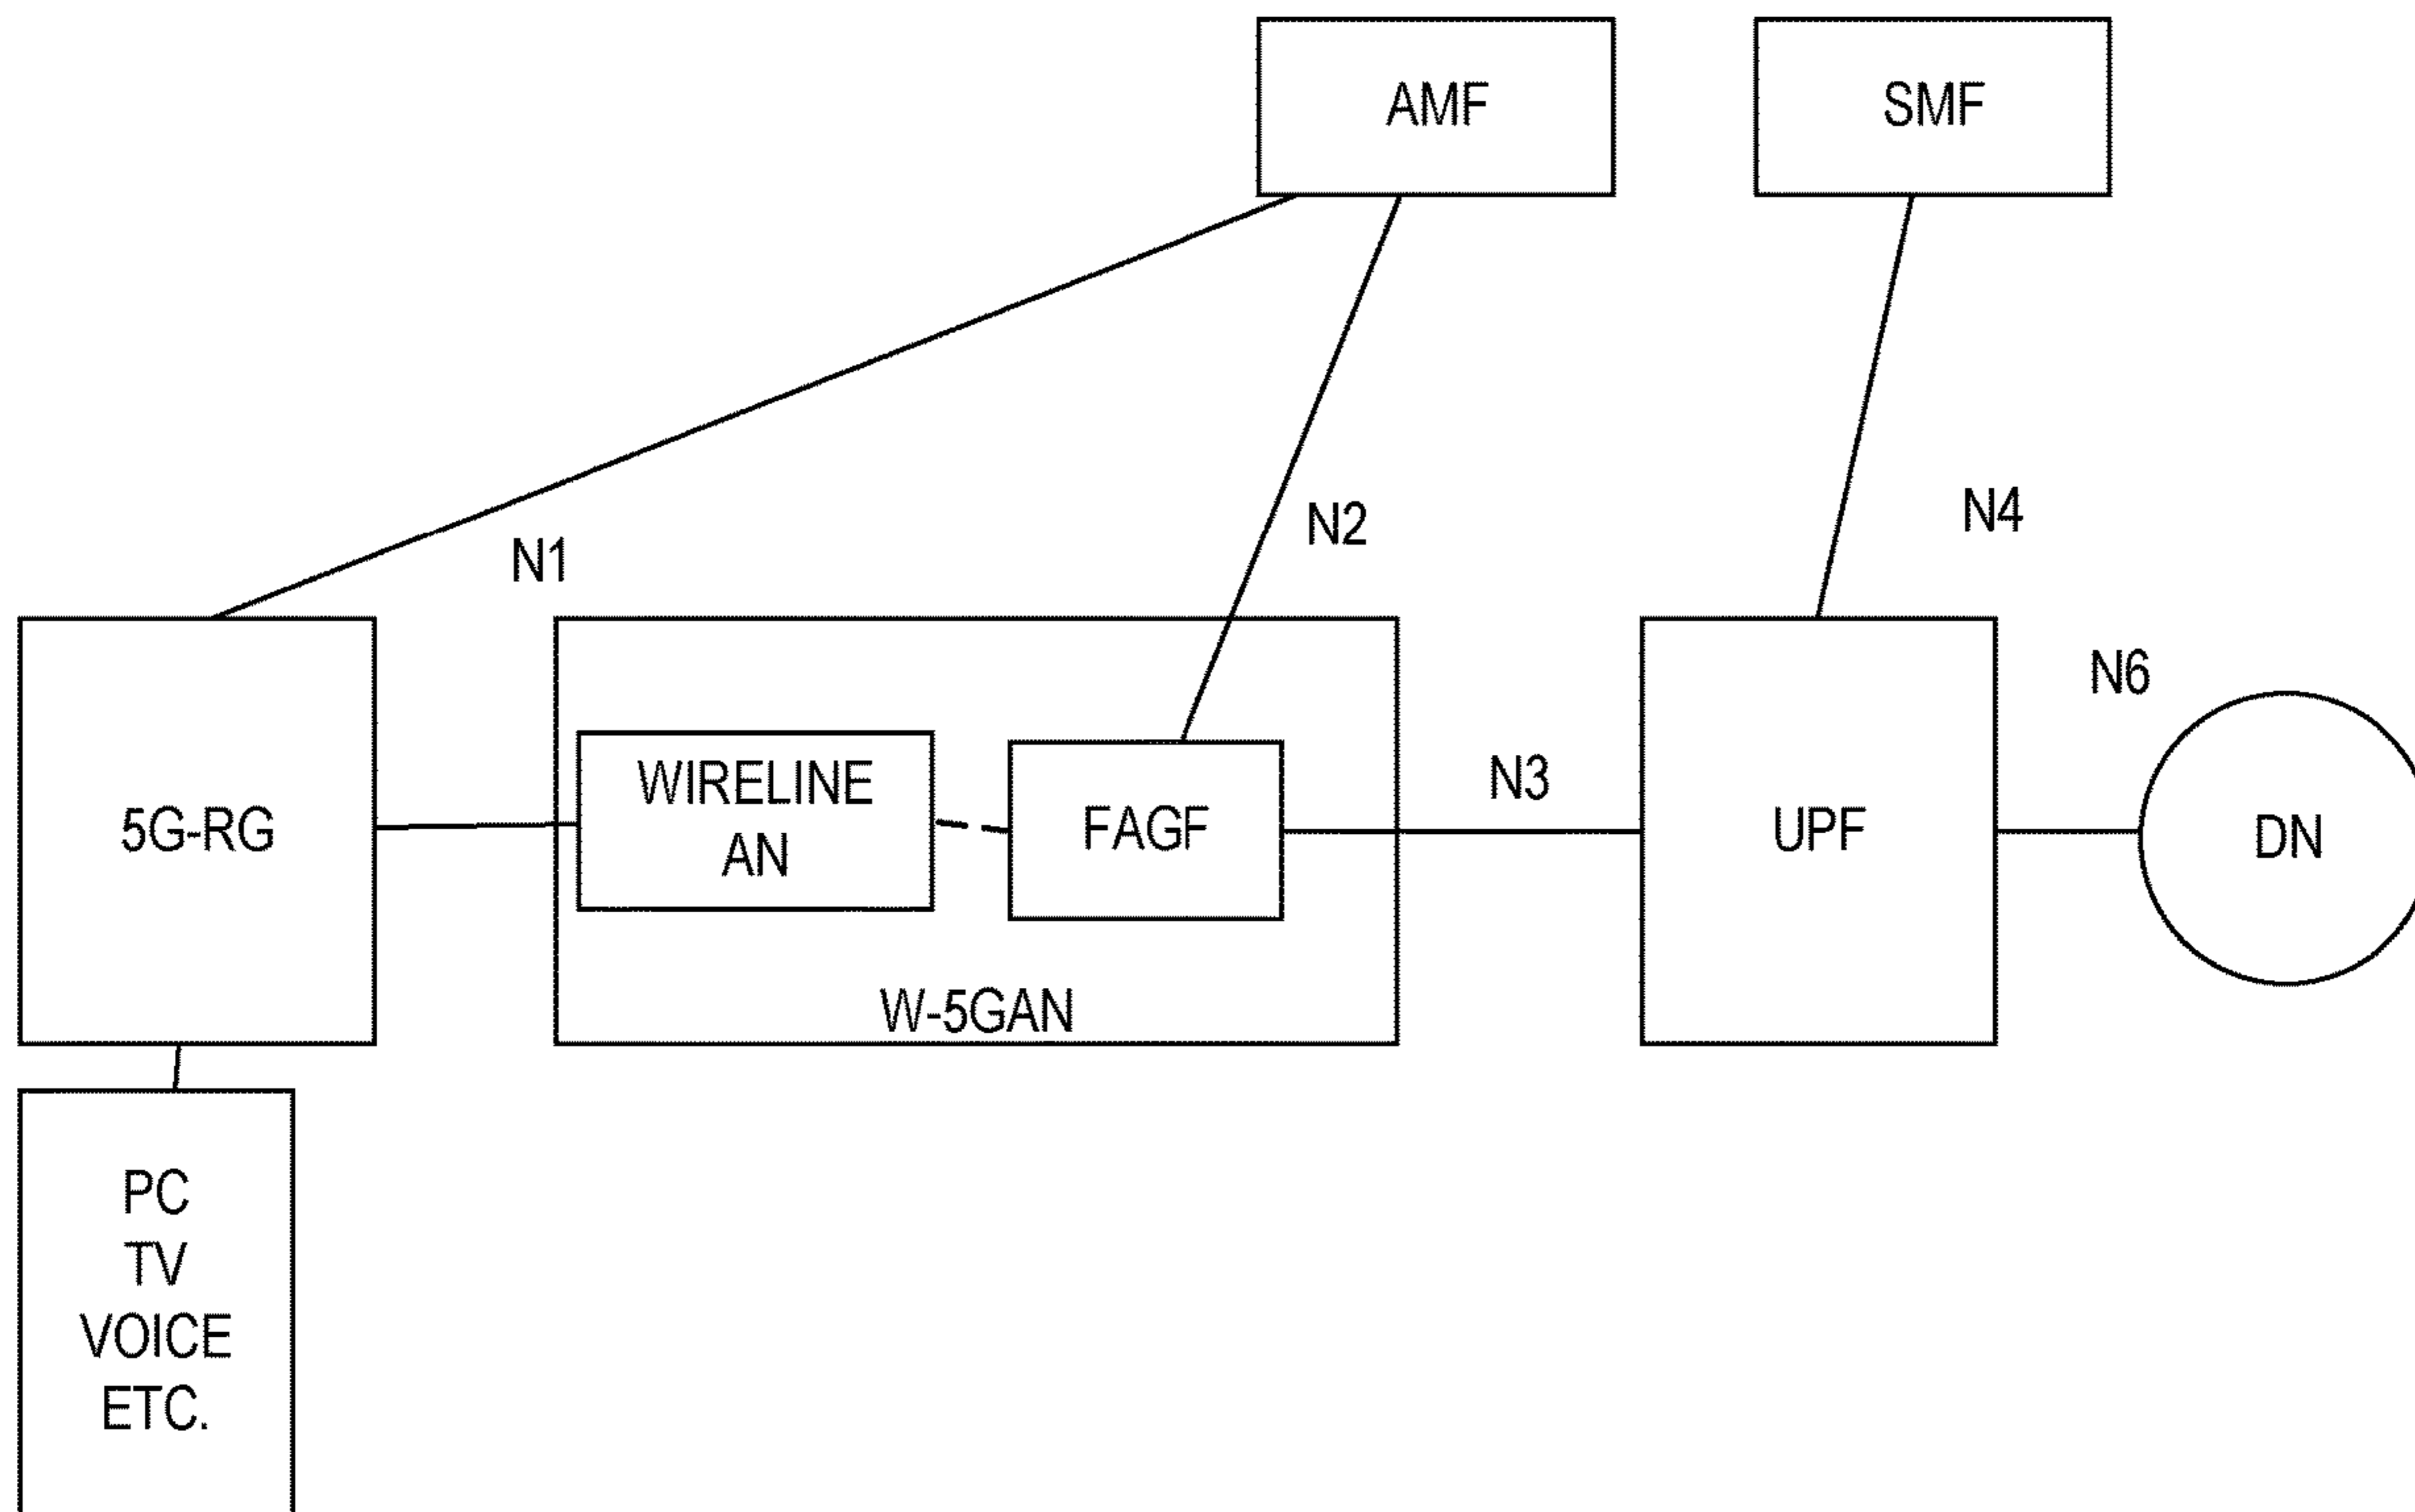 AMF
SMF
N1
N2
N4
N6
5G-RG
WIRELINE
AN
FAGF
N3
UPF
DN
W-5GAN
PC
TV
VOICE
ETC.